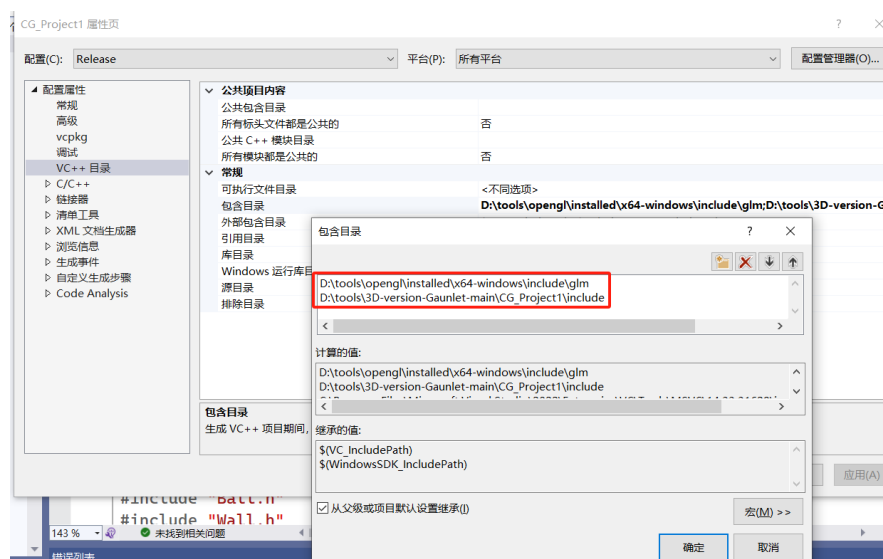 CG_Project1 属性页
?
配置(C):
Release
平台(P):
所有平台
配置管理器(O)...
配置属性
常规
高级
vcpkg
调试
VC++ 目录
C/C++
链接器
清单工具
XML 文档生成器
浏览信息
生成事件
自定义生成步骤
Code Analysis
公共项目内容
公共包含目录
所有标头文件都是公共的 否
公共 C++ 模块目录
所有模块都是公共的 否
常规
可执行文件目录 <不同选项>
包含目录 D:\tools\opengl\installed\x64-windows\include\glm;D:\tools\3D-version-G
外部包含目录
引用目录
库目录
Windows 运行库目
源目录
排除目录
包含目录
生成 VC++ 项目期间,
应用(A)
包含目录
?
D:\tools\opengl\installed\x64-windows\include\glm
D:\tools\3D-version-Gaunlet-main\CG_Project1\include
计算的值:
D:\tools\opengl\installed\x64-windows\include\glm
D:\tools\3D-version-Gaunlet-main\CG_Project1\include
继承的值:
$(VC_IncludePath)
$(WindowsSDK_IncludePath)
从父级或项目默认设置继承(I)
宏(M) >>
确定
取消
#include "Ball.h"
#include "Wall.h"
143 %
未找到相关问题
错误列表